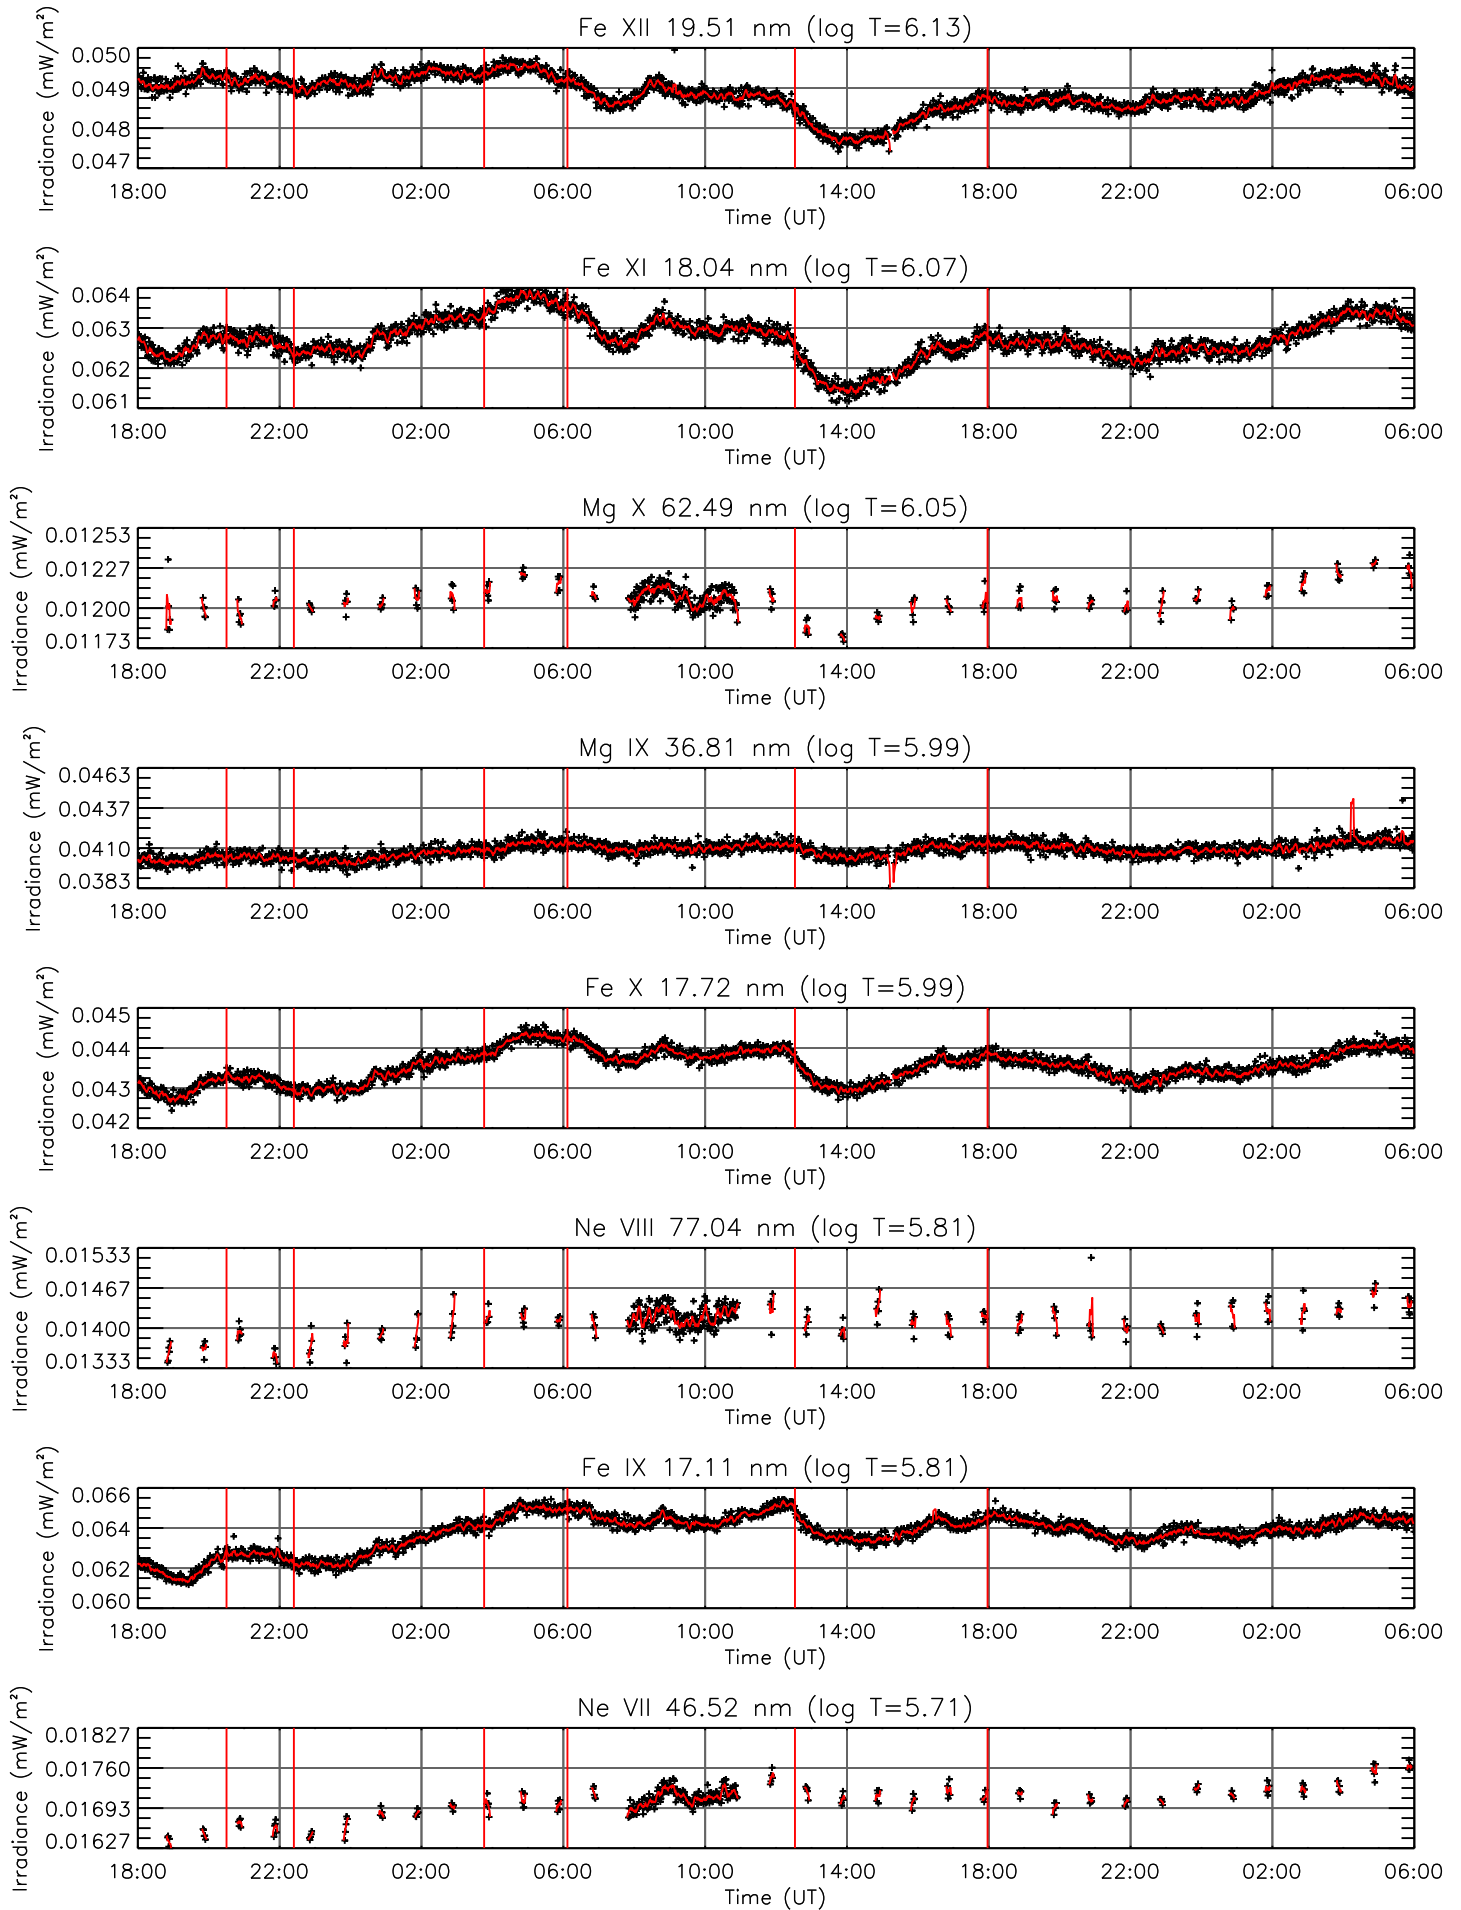 Fe XII 19.51 nm (log T=6.13)
Irradiance (mW/m²)
0.050
0.049
0.048
0.047
18:00 22:00 02:00 06:00 10:00 14:00 18:00 22:00 02:00 06:00
Time (UT)
Fe XI 18.04 nm (log T=6.07)
Irradiance (mW/m²)
0.064
0.063
0.062
0.061
18:00 22:00 02:00 06:00 10:00 14:00 18:00 22:00 02:00 06:00
Time (UT)
Mg X 62.49 nm (log T=6.05)
Irradiance (mW/m²)
0.01253
0.01227
0.01200
0.01173
18:00 22:00 02:00 06:00 10:00 14:00 18:00 22:00 02:00 06:00
Time (UT)
Mg IX 36.81 nm (log T=5.99)
Irradiance (mW/m²)
0.0463
0.0437
0.0410
0.0383
18:00 22:00 02:00 06:00 10:00 14:00 18:00 22:00 02:00 06:00
Time (UT)
Fe X 17.72 nm (log T=5.99)
Irradiance (mW/m²)
0.045
0.044
0.043
0.042
18:00 22:00 02:00 06:00 10:00 14:00 18:00 22:00 02:00 06:00
Time (UT)
Ne VIII 77.04 nm (log T=5.81)
Irradiance (mW/m²)
0.01533
0.01467
0.01400
0.01333
18:00 22:00 02:00 06:00 10:00 14:00 18:00 22:00 02:00 06:00
Time (UT)
Fe IX 17.11 nm (log T=5.81)
Irradiance (mW/m²)
0.066
0.064
0.062
0.060
18:00 22:00 02:00 06:00 10:00 14:00 18:00 22:00 02:00 06:00
Time (UT)
Ne VII 46.52 nm (log T=5.71)
Irradiance (mW/m²)
0.01827
0.01760
0.01693
0.01627
18:00 22:00 02:00 06:00 10:00 14:00 18:00 22:00 02:00 06:00
Time (UT)